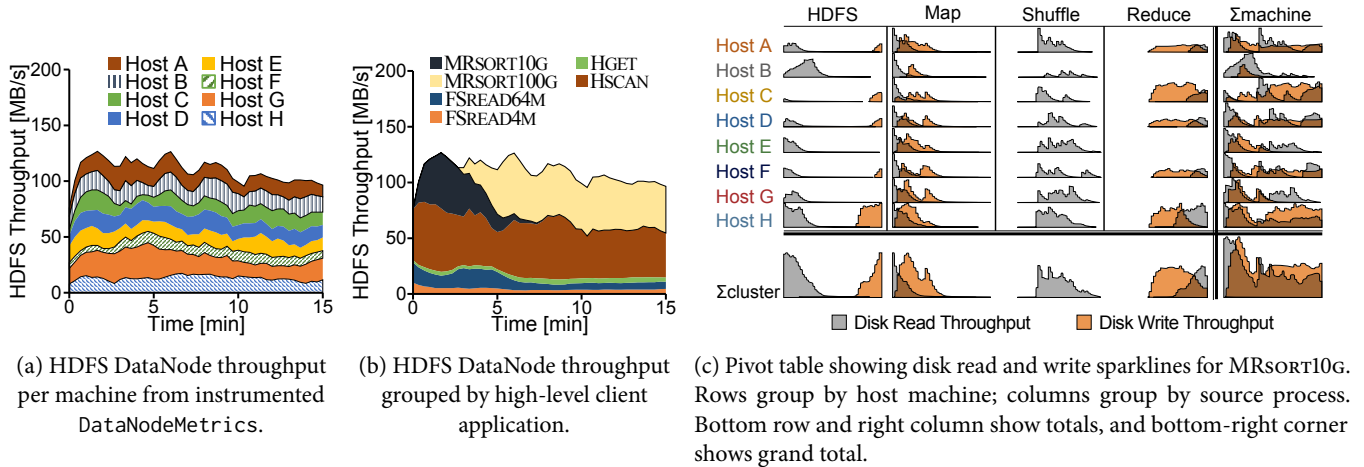 Host A Host E
Host B Host F
Host C Host G
Host D Host H
HDFS Throughput [MB/s]
200
150
100
50
0
0 5 10 15
Time [min]
(a) HDFS DataNode throughput
per machine from instrumented
DataNodeMetrics.
MRSORT10G HGET
MRSORT100G HSCAN
FSREAD64M
FSREAD4M
HDFS Throughput [MB/s]
200
150
100
50
0
0 5 10 15
Time [min]
(b) HDFS DataNode throughput
grouped by high-level client
application.
HDFS Map Shuffle Reduce Σmachine
Host A
Host B
Host C
Host D
Host E
Host F
Host G
Host H
Σcluster
Disk Read Throughput Disk Write Throughput
(c) Pivot table showing disk read and write sparklines for MRSORT10G.
Rows group by host machine; columns group by source process.
Bottom row and right column show totals, and bottom-right corner
shows grand total.